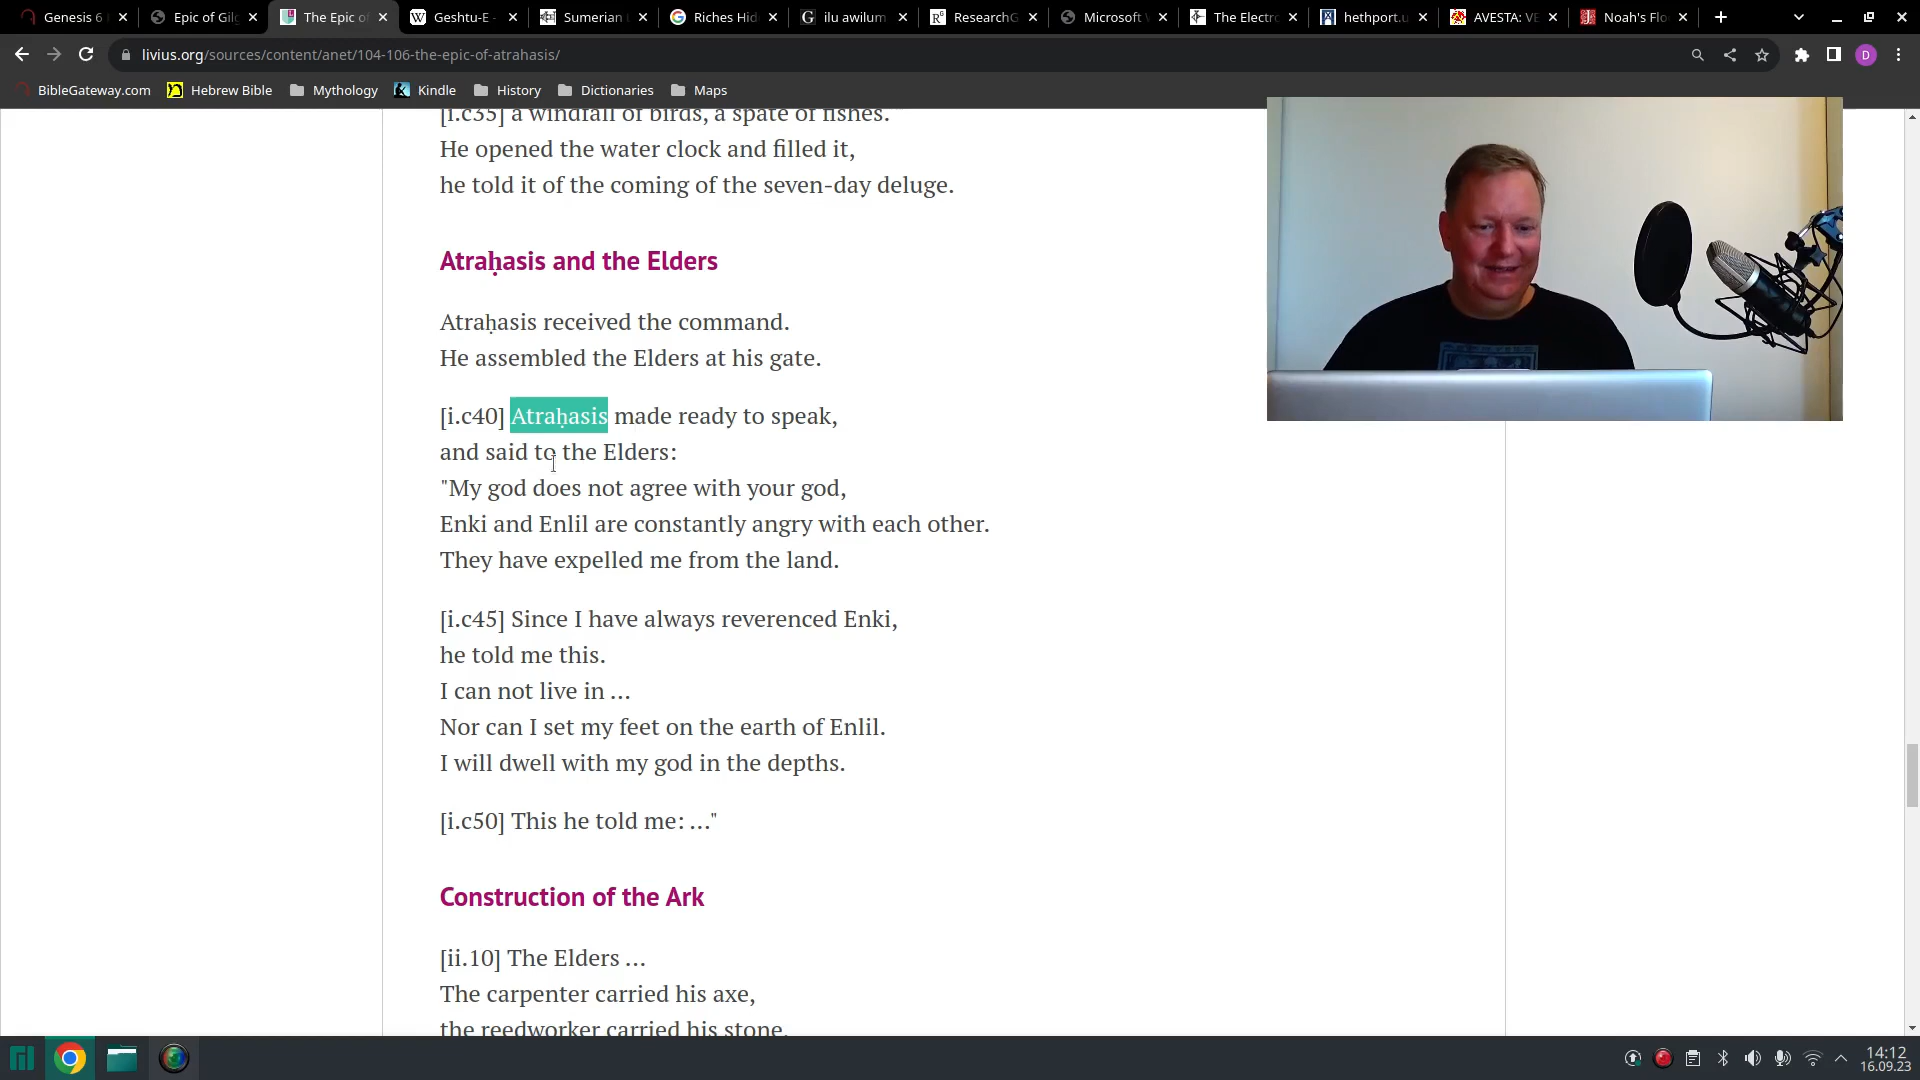 Genesis 6
Epic of Gilg
The Epic of
Geshtu-E -
Sumerian
Riches Hid
ilu awilum
ResearchG
Microsoft
The Electr
hethport.u
AVESTA: VE
Noah's Flo
livius.org/sources/content/anet/104-106-the-epic-of-atrahasis/
D
BibleGateway.com
Hebrew Bible
Mythology
Kindle
History
Dictionaries
Maps
[i.c35] a windfall of birds, a spate of fishes.
He opened the water clock and filled it,
he told it of the coming of the seven-day deluge.
Atraḥasis and the Elders
Atraḥasis received the command.
He assembled the Elders at his gate.
[i.c40] Atraḥasis made ready to speak,
and said to the Elders:
"My god does not agree with your god,
Enki and Enlil are constantly angry with each other.
They have expelled me from the land.
[i.c45] Since I have always reverenced Enki,
he told me this.
I can not live in ...
Nor can I set my feet on the earth of Enlil.
I will dwell with my god in the depths.
[i.c50] This he told me: ..."
Construction of the Ark
[ii.10] The Elders ...
The carpenter carried his axe,
the reedworker carried his stone,
14:12
16.09.23